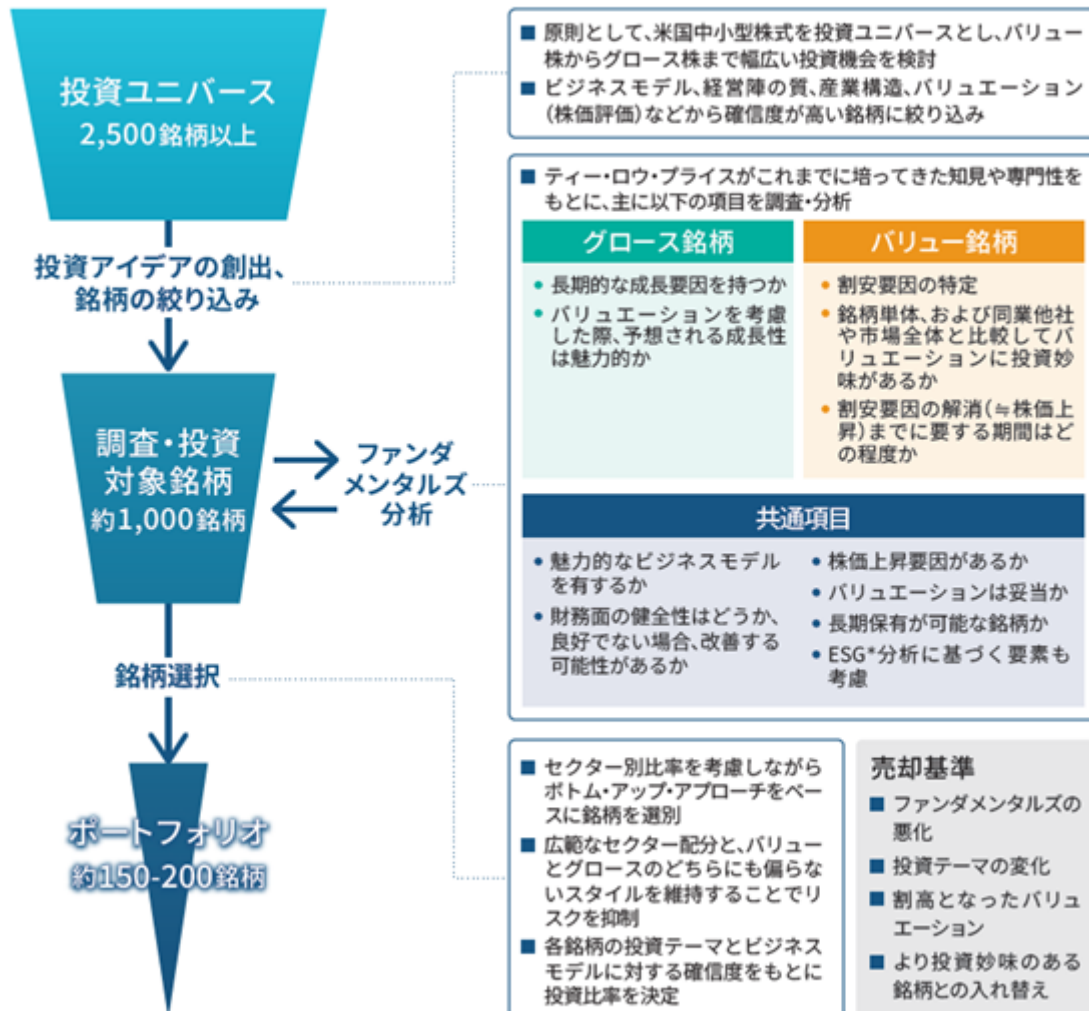 投資ユニバース
2,500銘柄以上
投資アイデアの創出、
銘柄の絞り込み
調査・投資
対象銘柄
約1,000銘柄
ファンダ
メンタルズ
分析
銘柄選択
ポートフォリオ
約150-200銘柄
■ 原則として、米国中小型株式を投資ユニバースとし、バリュー
株からグロース株まで幅広い投資機会を検討
■ ビジネスモデル、経営陣の質、産業構造、バリュエーション
(株価評価)などから確信度が高い銘柄に絞り込み
■ ティー・ロウ・プライスがこれまでに培ってきた知見や専門性を
もとに、主に以下の項目を調査・分析
グロース銘柄
• 長期的な成長要因を持つか
• バリュエーションを考慮
した際、予想される成長性
は魅力的か
バリュー銘柄
• 割安要因の特定
• 銘柄単体、および同業他社
や市場全体と比較してバ
リュエーションに投資妙
味があるか
• 割安要因の解消(≒株価上
昇)までに要する期間はど
の程度か
共通項目
• 魅力的なビジネスモデル
を有するか
• 財務面の健全性はどうか、
良好でない場合、改善する
可能性があるか
• 株価上昇要因があるか
• バリュエーションは妥当か
• 長期保有が可能な銘柄か
• ESG*分析に基づく要素も
考慮
■ セクター別比率を考慮しながら
ボトム・アップ・アプローチをベー
スに銘柄を選別
■ 広範なセクター配分と、バリュー
とグロースのどちらにも偏らな
いスタイルを維持することでリ
スクを抑制
■ 各銘柄の投資テーマとビジネス
モデルに対する確信度をもとに
投資比率を決定
売却基準
■ ファンダメンタルズの
悪化
■ 投資テーマの変化
■ 割高となったバリュ
エーション
■ より投資妙味のある
銘柄との入れ替え